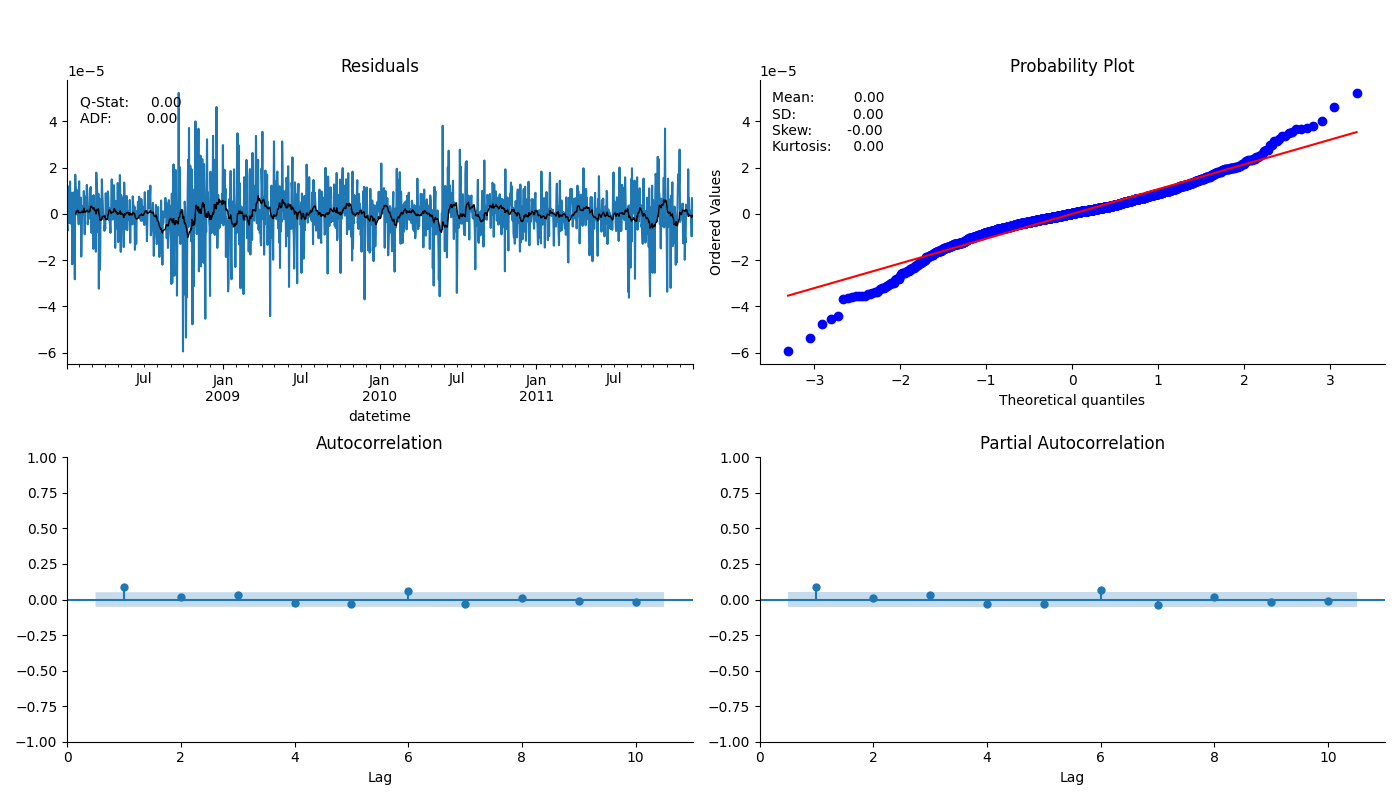 Residuals
1e−5
Q-Stat: 0.00
ADF: 0.00
4
2
0
−2
−4
−6
Jul
Jan
2009
Jul
Jan
2010
Jul
Jan
2011
Jul
datetime
Probability Plot
1e−5
Mean: 0.00
SD: 0.00
Skew: -0.00
Kurtosis: 0.00
Ordered Values
4
2
0
−2
−4
−6
−3
−2
−1
0
1
2
3
Theoretical quantiles
Autocorrelation
1.00
0.75
0.50
0.25
0.00
−0.25
−0.50
−0.75
−1.00
0
2
4
6
8
10
Lag
Partial Autocorrelation
1.00
0.75
0.50
0.25
0.00
−0.25
−0.50
−0.75
−1.00
0
2
4
6
8
10
Lag